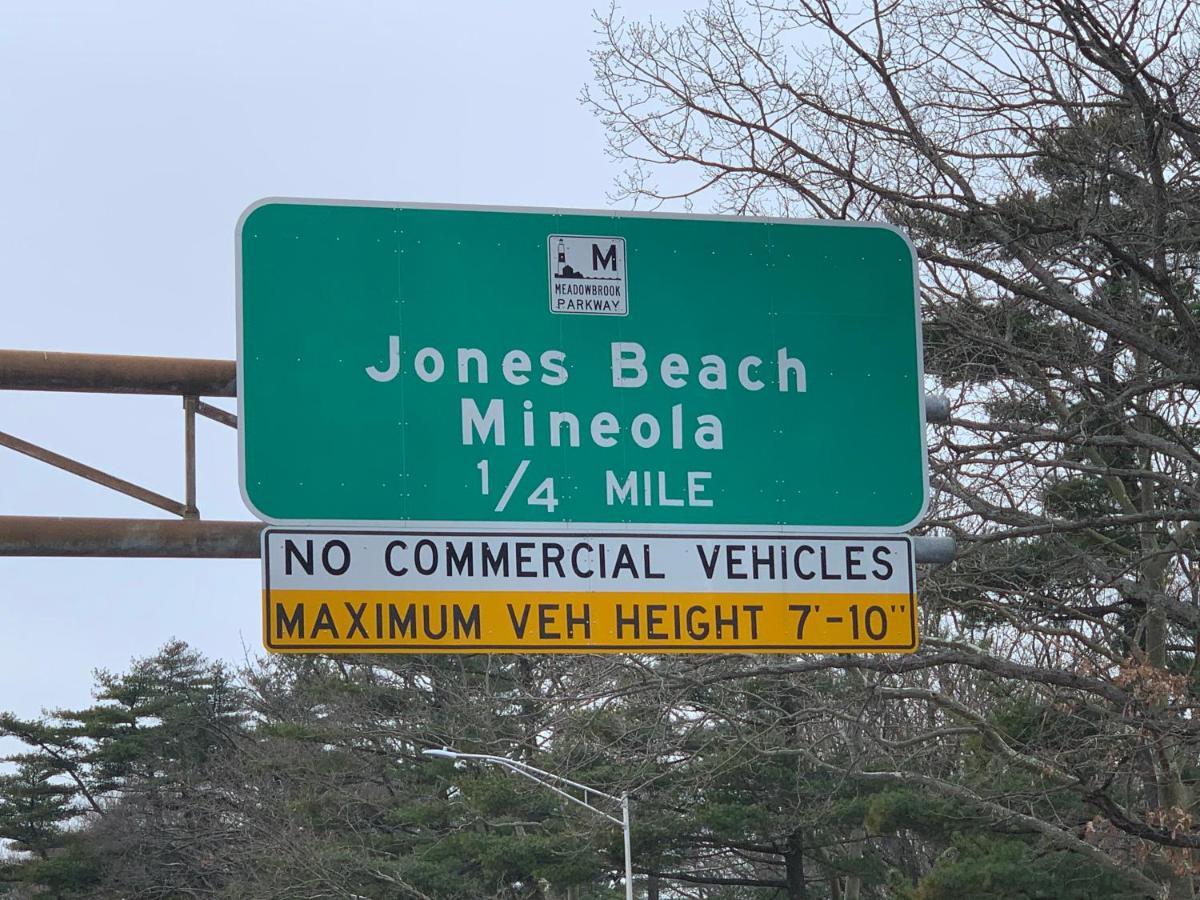 M
MEADOWBROOK
PARKWAY
Jones Beach
Mineola
1/4 MILE
NO COMMERCIAL VEHICLES
MAXIMUM VEH HEIGHT 7'-10"